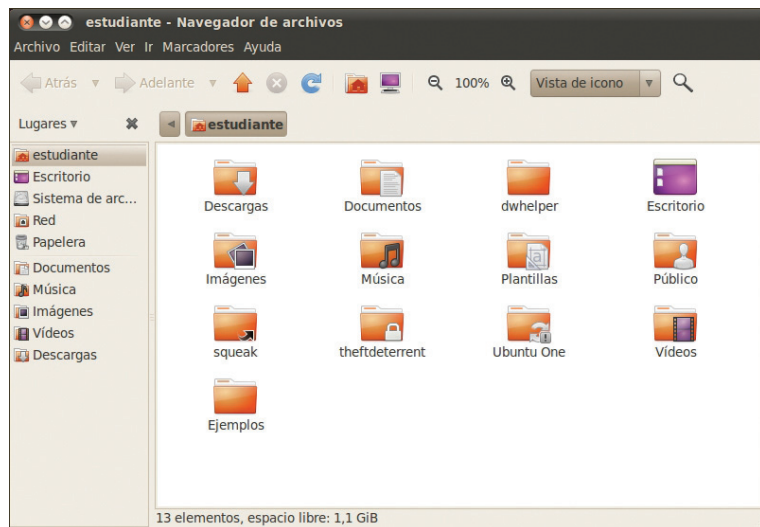 estudiante - Navegador de archivos
Archivo Editar Ver Ir Marcadores Ayuda
Atrás Adelante 100% Vista de icono
Lugares estudiante
estudiante
Escritorio
Sistema de arc...
Red
Papelera
Documentos
Música
Imágenes
Vídeos
Descargas
Descargas Documentos dwhelper Escritorio
Imágenes Música Plantillas Público
squeak theftdeterrent Ubuntu One Vídeos
Ejemplos
13 elementos, espacio libre: 1,1 GiB